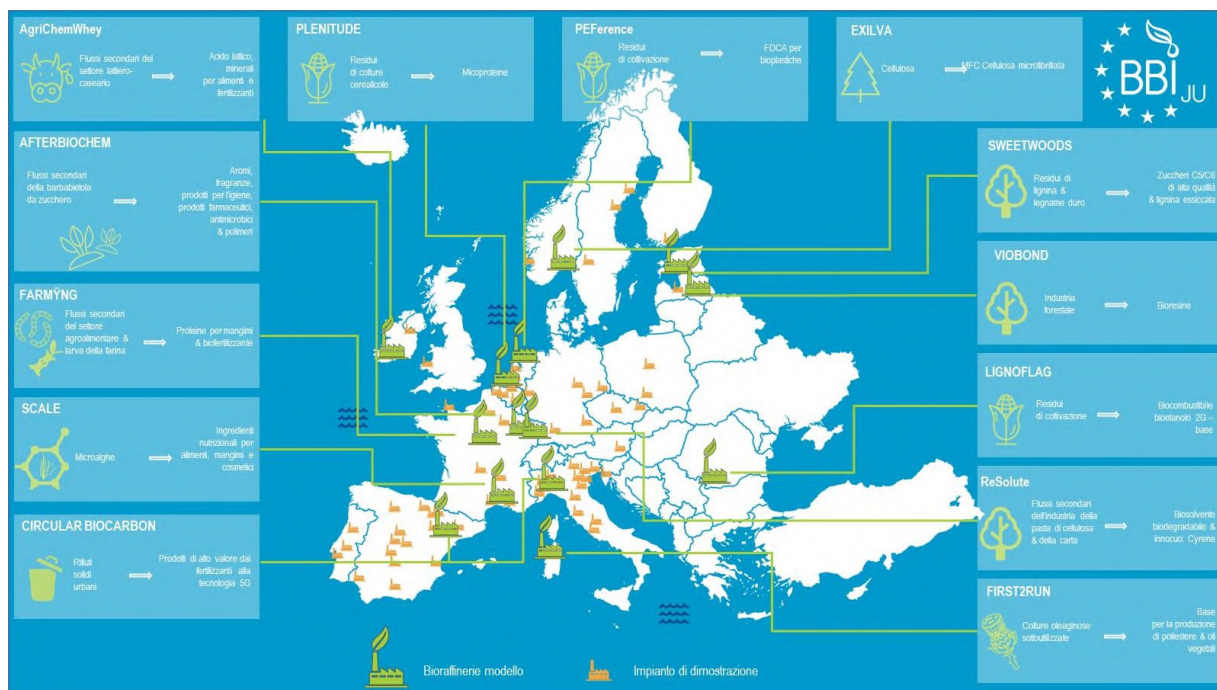 AgriChemWhey
Flussi secondari del
settore lattiero-
caseario
Acido lattico,
minerali
per alimenti e
fertilizzanti
PLENITUDE
Residui
di colture
cerealicole
Micoproteine
PEFerence
Residui
di coltivazione
FDCA per
bioplastiche
EXILVA
Cellulosa
MFC Cellulosa microfibrillata
BBI JU
AFTERBIOCHEM
Flussi secondari
della barbabietola
da zucchero
Aromi,
fragranze,
prodotti per l'igiene,
prodotti farmaceutici,
antimicrobici
& polimeri
SWEETWOODS
Residui di
lignina &
legname duro
Zuccheri C5/C6
di alta qualità
& lignina essiccata
VIOBOND
Industria
forestale
Bioresine
FARMŸNG
Flussi secondari
del settore
agroalimentare &
larva della farina
Proteine per mangimi
& biofertilizzante
LIGNOFLAG
Residui
di coltivazione
Biocombustibile
bioetanolo 2G –
base
SCALE
Microalghe
Ingredienti
nutrizionali per
alimenti, mangimi e
cosmetici
ReSolute
Flussi secondari
dell'industria della
pasta di cellulosa
& della carta
Biosolvente
biodegradabile &
innocuo: Cyrene
CIRCULAR BIOCARBON
Rifiuti
solidi
urbani
Prodotti di alto valore dai
fertilizzanti alla
tecnologia 5G
FIRST2RUN
Colture oleaginose
sottoutilizzate
Base
per la produzione
di poliestere & oli
vegetali
Bioraffinerie modello
Impianto di dimostrazione